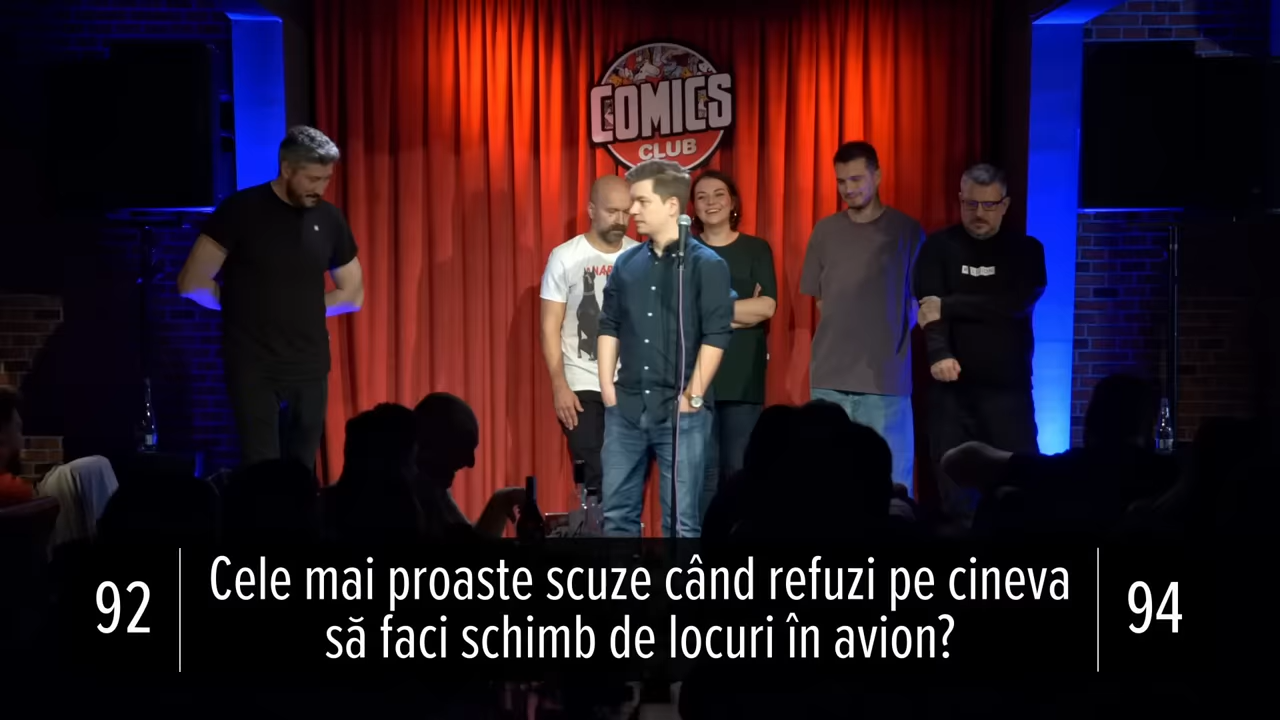 COMICS
CLUB
92
Cele mai proaste scuze când refuzi pe cineva
să faci schimb de locuri în avion?
94